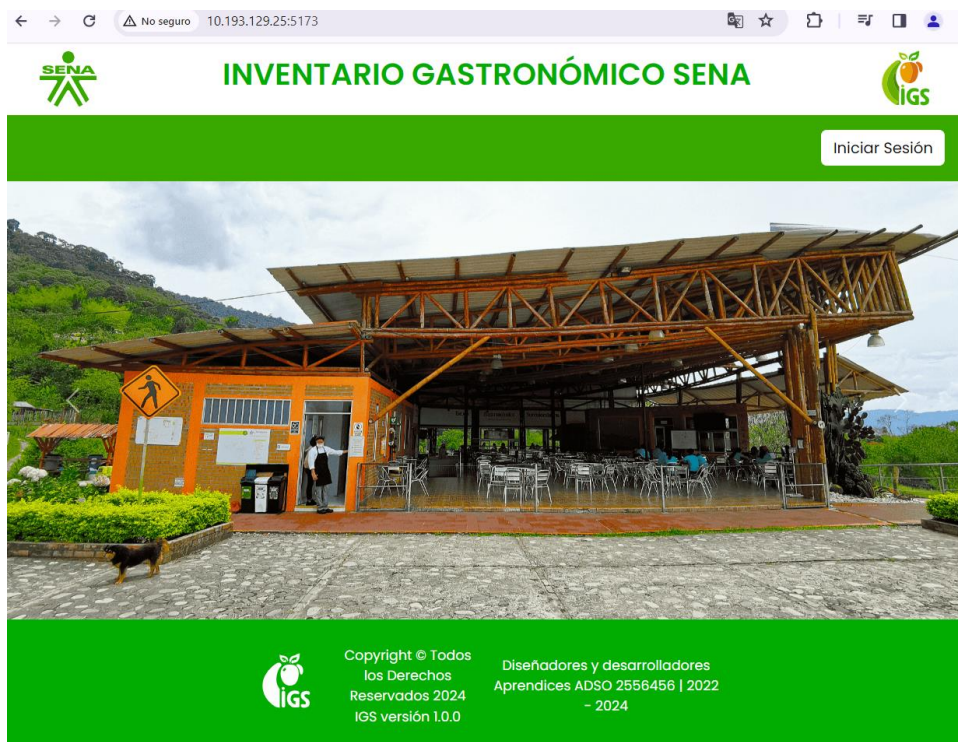 No seguro
10.193.129.25:5173
SENA
INVENTARIO GASTRONÓMICO SENA
iGS
Iniciar Sesión
iGS
Copyright © Todos
los Derechos
Reservados 2024
IGS versión 1.0.0
Diseñadores y desarrolladores
Aprendices ADSO 2556456 | 2022
- 2024